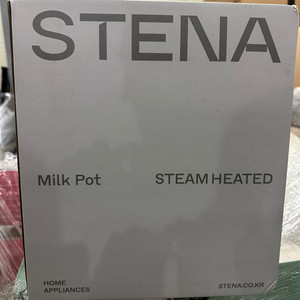 STENA
Milk Pot STEAM HEATED
HOME
APPLIANCES STENA.CO.KR